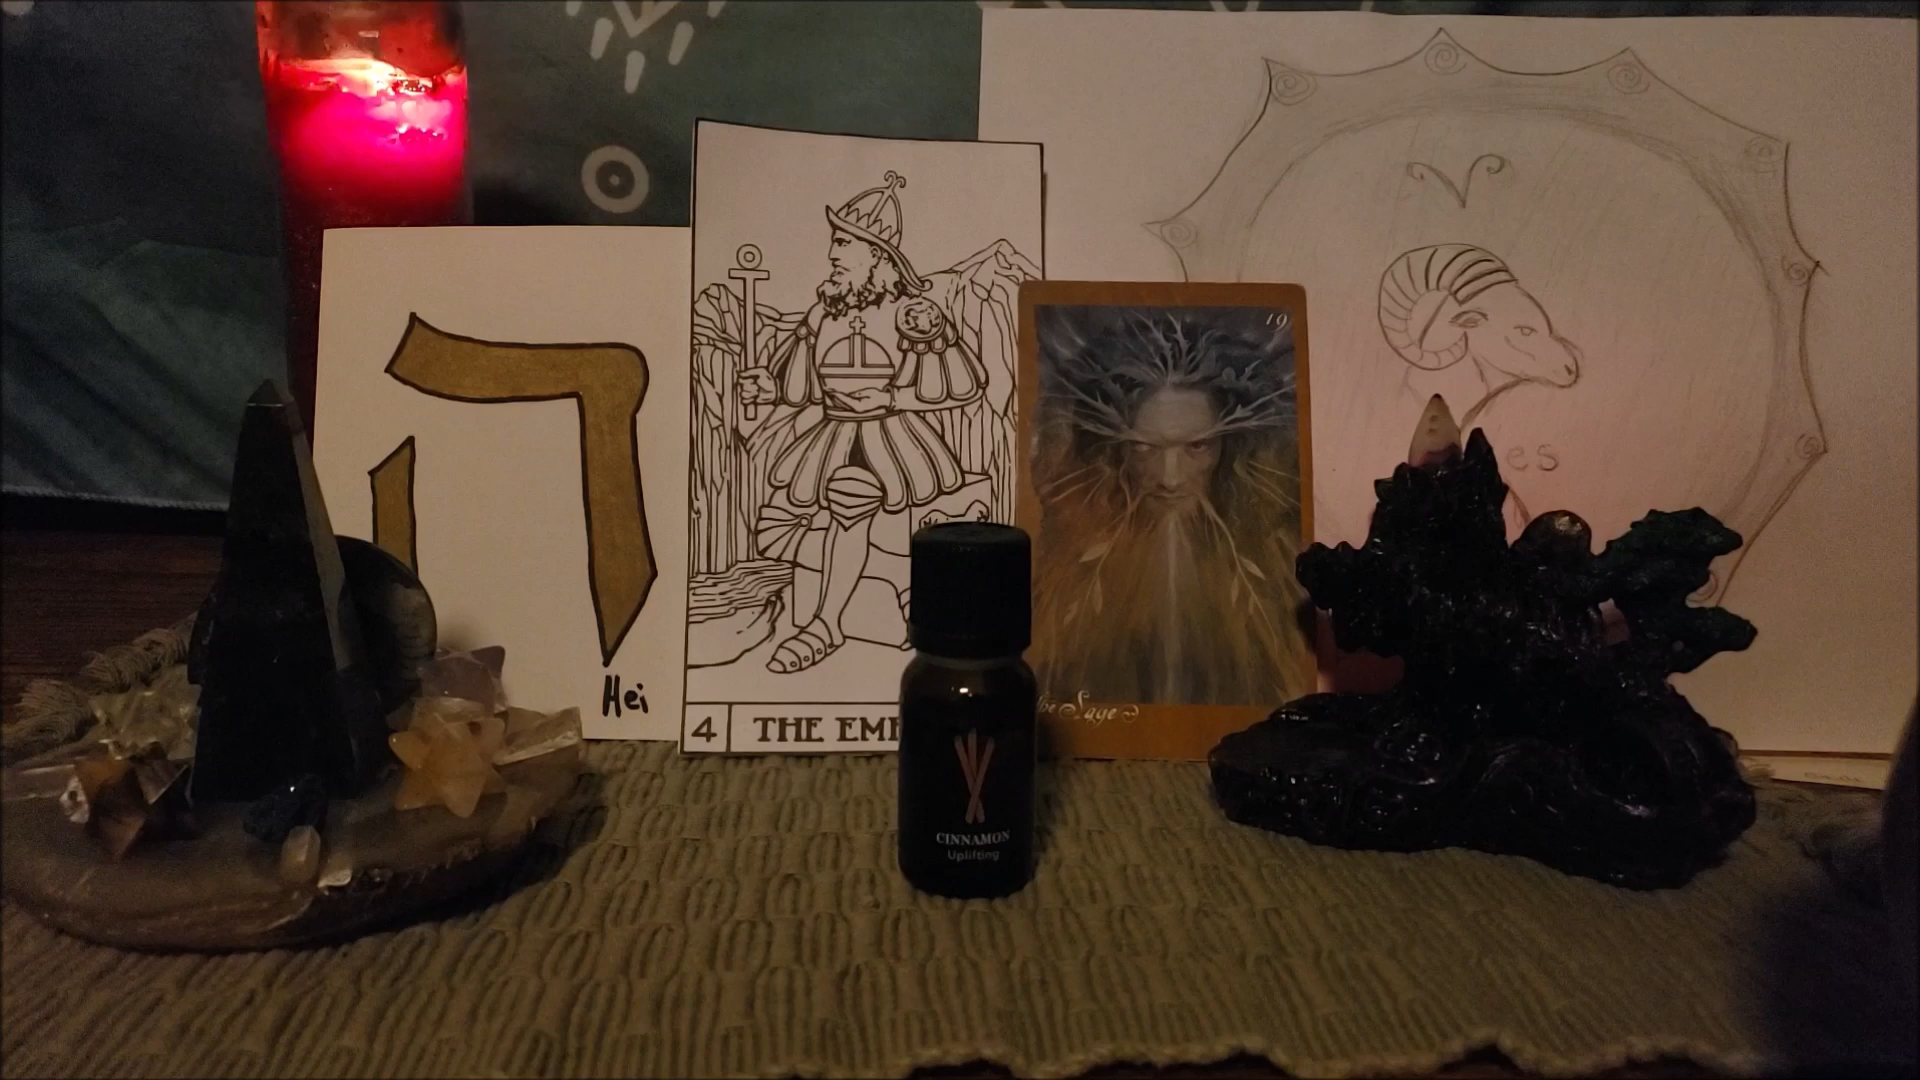 ה
Hei
4 THE EMP
19
The Sage
♈
es
CINNAMON
Uplifting